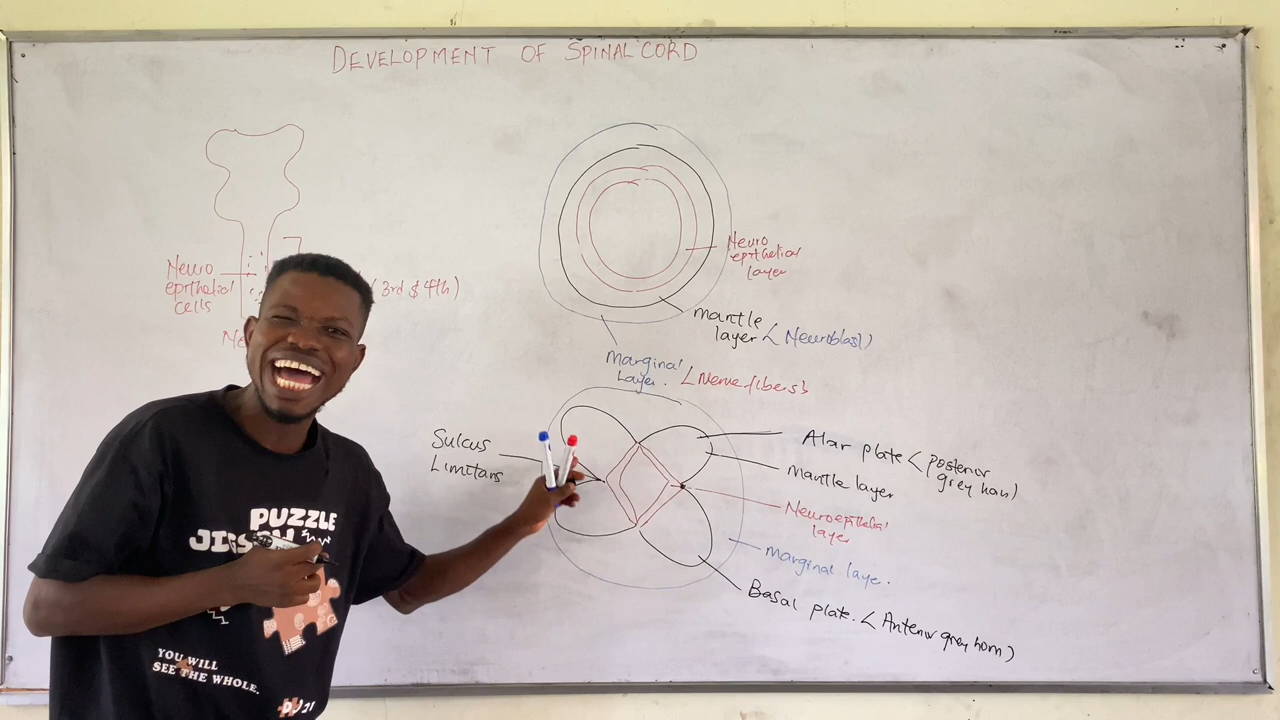 DEVELOPMENT OF SPINAL CORD
Neuro
epithelial
cells
(3rd & 4th)
Neuro
epithelial
layer
Mantle
layer < Neuroblast)
Marginal
Layer. < Nerve fibers)
Sulcus
Limitans
Alar plate < posterior
grey horn)
Mantle layer
Neuroepithelial
layer
Marginal laye.
Basal plate. < Anterior grey horn)
PUZZLE
YOU WILL
SEE THE WHOLE.